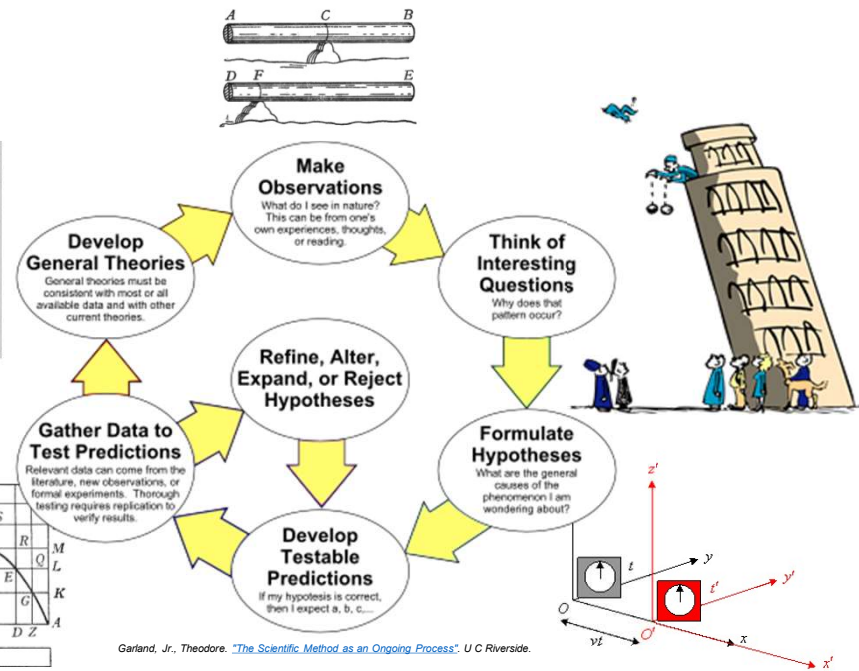 A C B
D F E
Make
Observations
What do I see in nature?
This can be from one's
own experiences, thoughts,
or reading.
Think of
Interesting
Questions
Why does that
pattern occur?
Formulate
Hypotheses
What are the general
causes of the
phenomenon I am
wondering about?
Develop
Testable
Predictions
If my hypotesis is correct,
then I expect a, b, c,...
Gather Data to
Test Predictions
Relevant data can come from the
literature, new observations, or
formal experiments. Thorough
testing requires replication to
verify results.
Refine, Alter,
Expand, or Reject
Hypotheses
Develop
General Theories
General theories must be
consistent with most or all
available data and with other
current theories.
R M
Q L
E
G K
A
D Z
z'
t y
t' y'
O
vt O' x
x'
Garland, Jr., Theodore. "The Scientific Method as an Ongoing Process". U C Riverside.